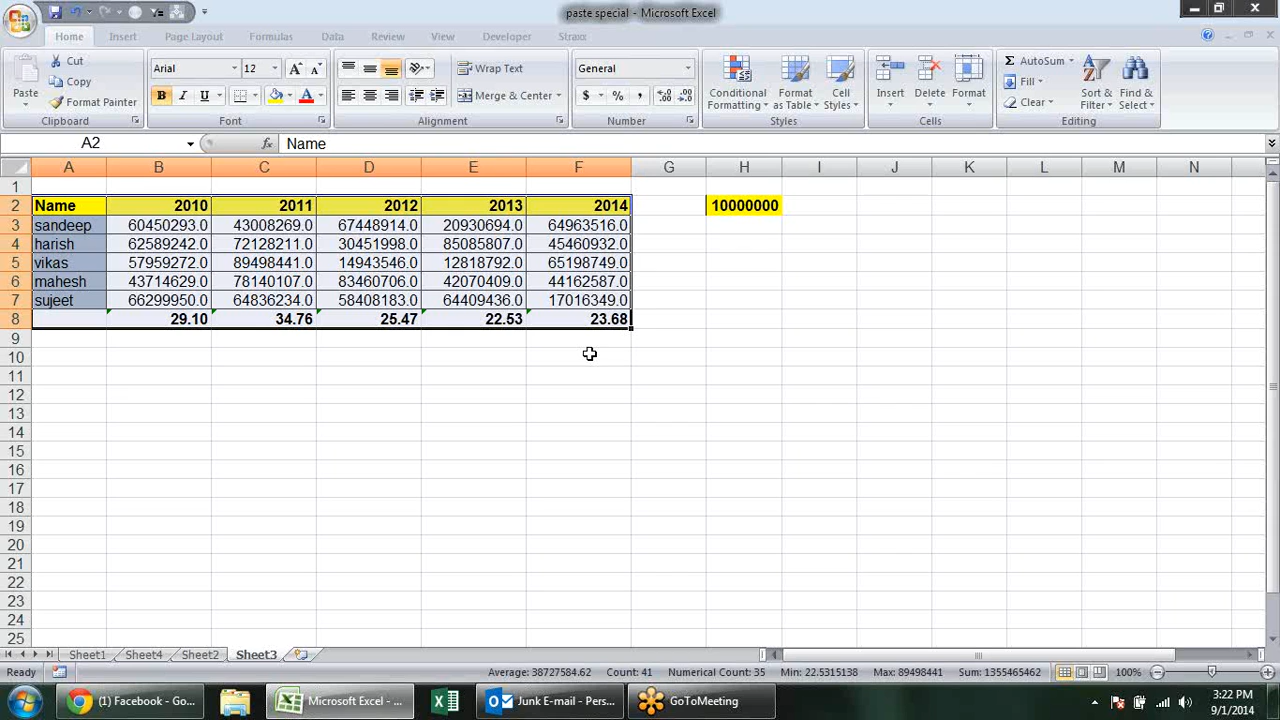 paste special - Microsoft Excel
Home Insert Page Layout Formulas Data Review View Developer Straxx
Paste Cut Copy Format Painter Clipboard
Arial 12 B I U Font
Wrap Text Merge & Center Alignment
General $ % , Number
Conditional Formatting Format as Table Cell Styles Styles
Insert Delete Format Cells
Σ AutoSum Fill Clear Sort & Filter Find & Select Editing
A2 fx Name
A B C D E F G H I J K L M N
1
2 Name 2010 2011 2012 2013 2014 10000000
3 sandeep 60450293.0 43008269.0 67448914.0 20930694.0 64963516.0
4 harish 62589242.0 72128211.0 30451998.0 85085807.0 45460932.0
5 vikas 57959272.0 89498441.0 14943546.0 12818792.0 65198749.0
6 mahesh 43714629.0 78140107.0 83460706.0 42070409.0 44162587.0
7 sujeet 66299950.0 64836234.0 58408183.0 64409436.0 17016349.0
8 29.10 34.76 25.47 22.53 23.68
9
10
11
12
13
14
15
16
17
18
19
20
21
22
23
24
25
Sheet1 Sheet4 Sheet2 Sheet3
Ready Average: 38727584.62 Count: 41 Numerical Count: 35 Min: 22.5315138 Max: 89498441 Sum: 1355465462 100%
(1) Facebook - Go... Microsoft Excel - ... Junk E-mail - Pers... GoToMeeting
3:22 PM
9/1/2014